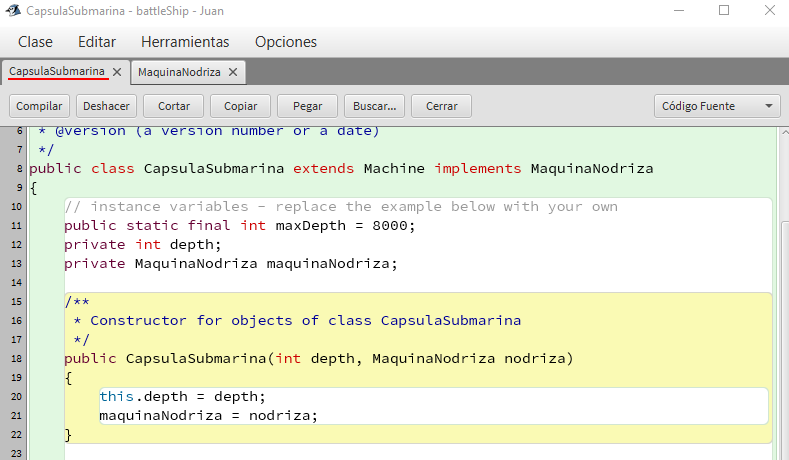 CapsulaSubmarina - battleShip - Juan
Clase Editar Herramientas Opciones
CapsulaSubmarina MaquinaNodriza
Compilar Deshacer Cortar Copiar Pegar Buscar... Cerrar Código Fuente
6 * @version (a version number or a date)
7 */
8 public class CapsulaSubmarina extends Machine implements MaquinaNodriza
9 {
10 // instance variables - replace the example below with your own
11 public static final int maxDepth = 8000;
12 private int depth;
13 private MaquinaNodriza maquinaNodriza;
14
15 /**
16 * Constructor for objects of class CapsulaSubmarina
17 */
18 public CapsulaSubmarina(int depth, MaquinaNodriza nodriza)
19 {
20 this.depth = depth;
21 maquinaNodriza = nodriza;
22 }
23